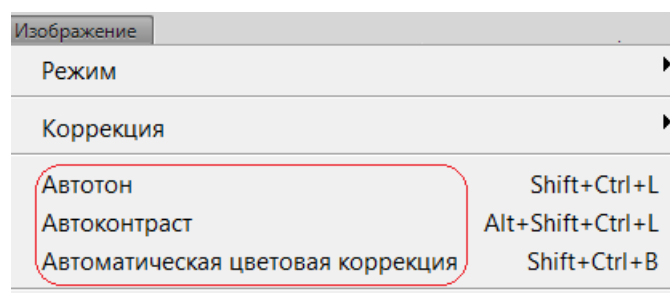 Изображение
Режим
Коррекция
Автотон Shift+Ctrl+L
Автоконтраст Alt+Shift+Ctrl+L
Автоматическая цветовая коррекция Shift+Ctrl+B